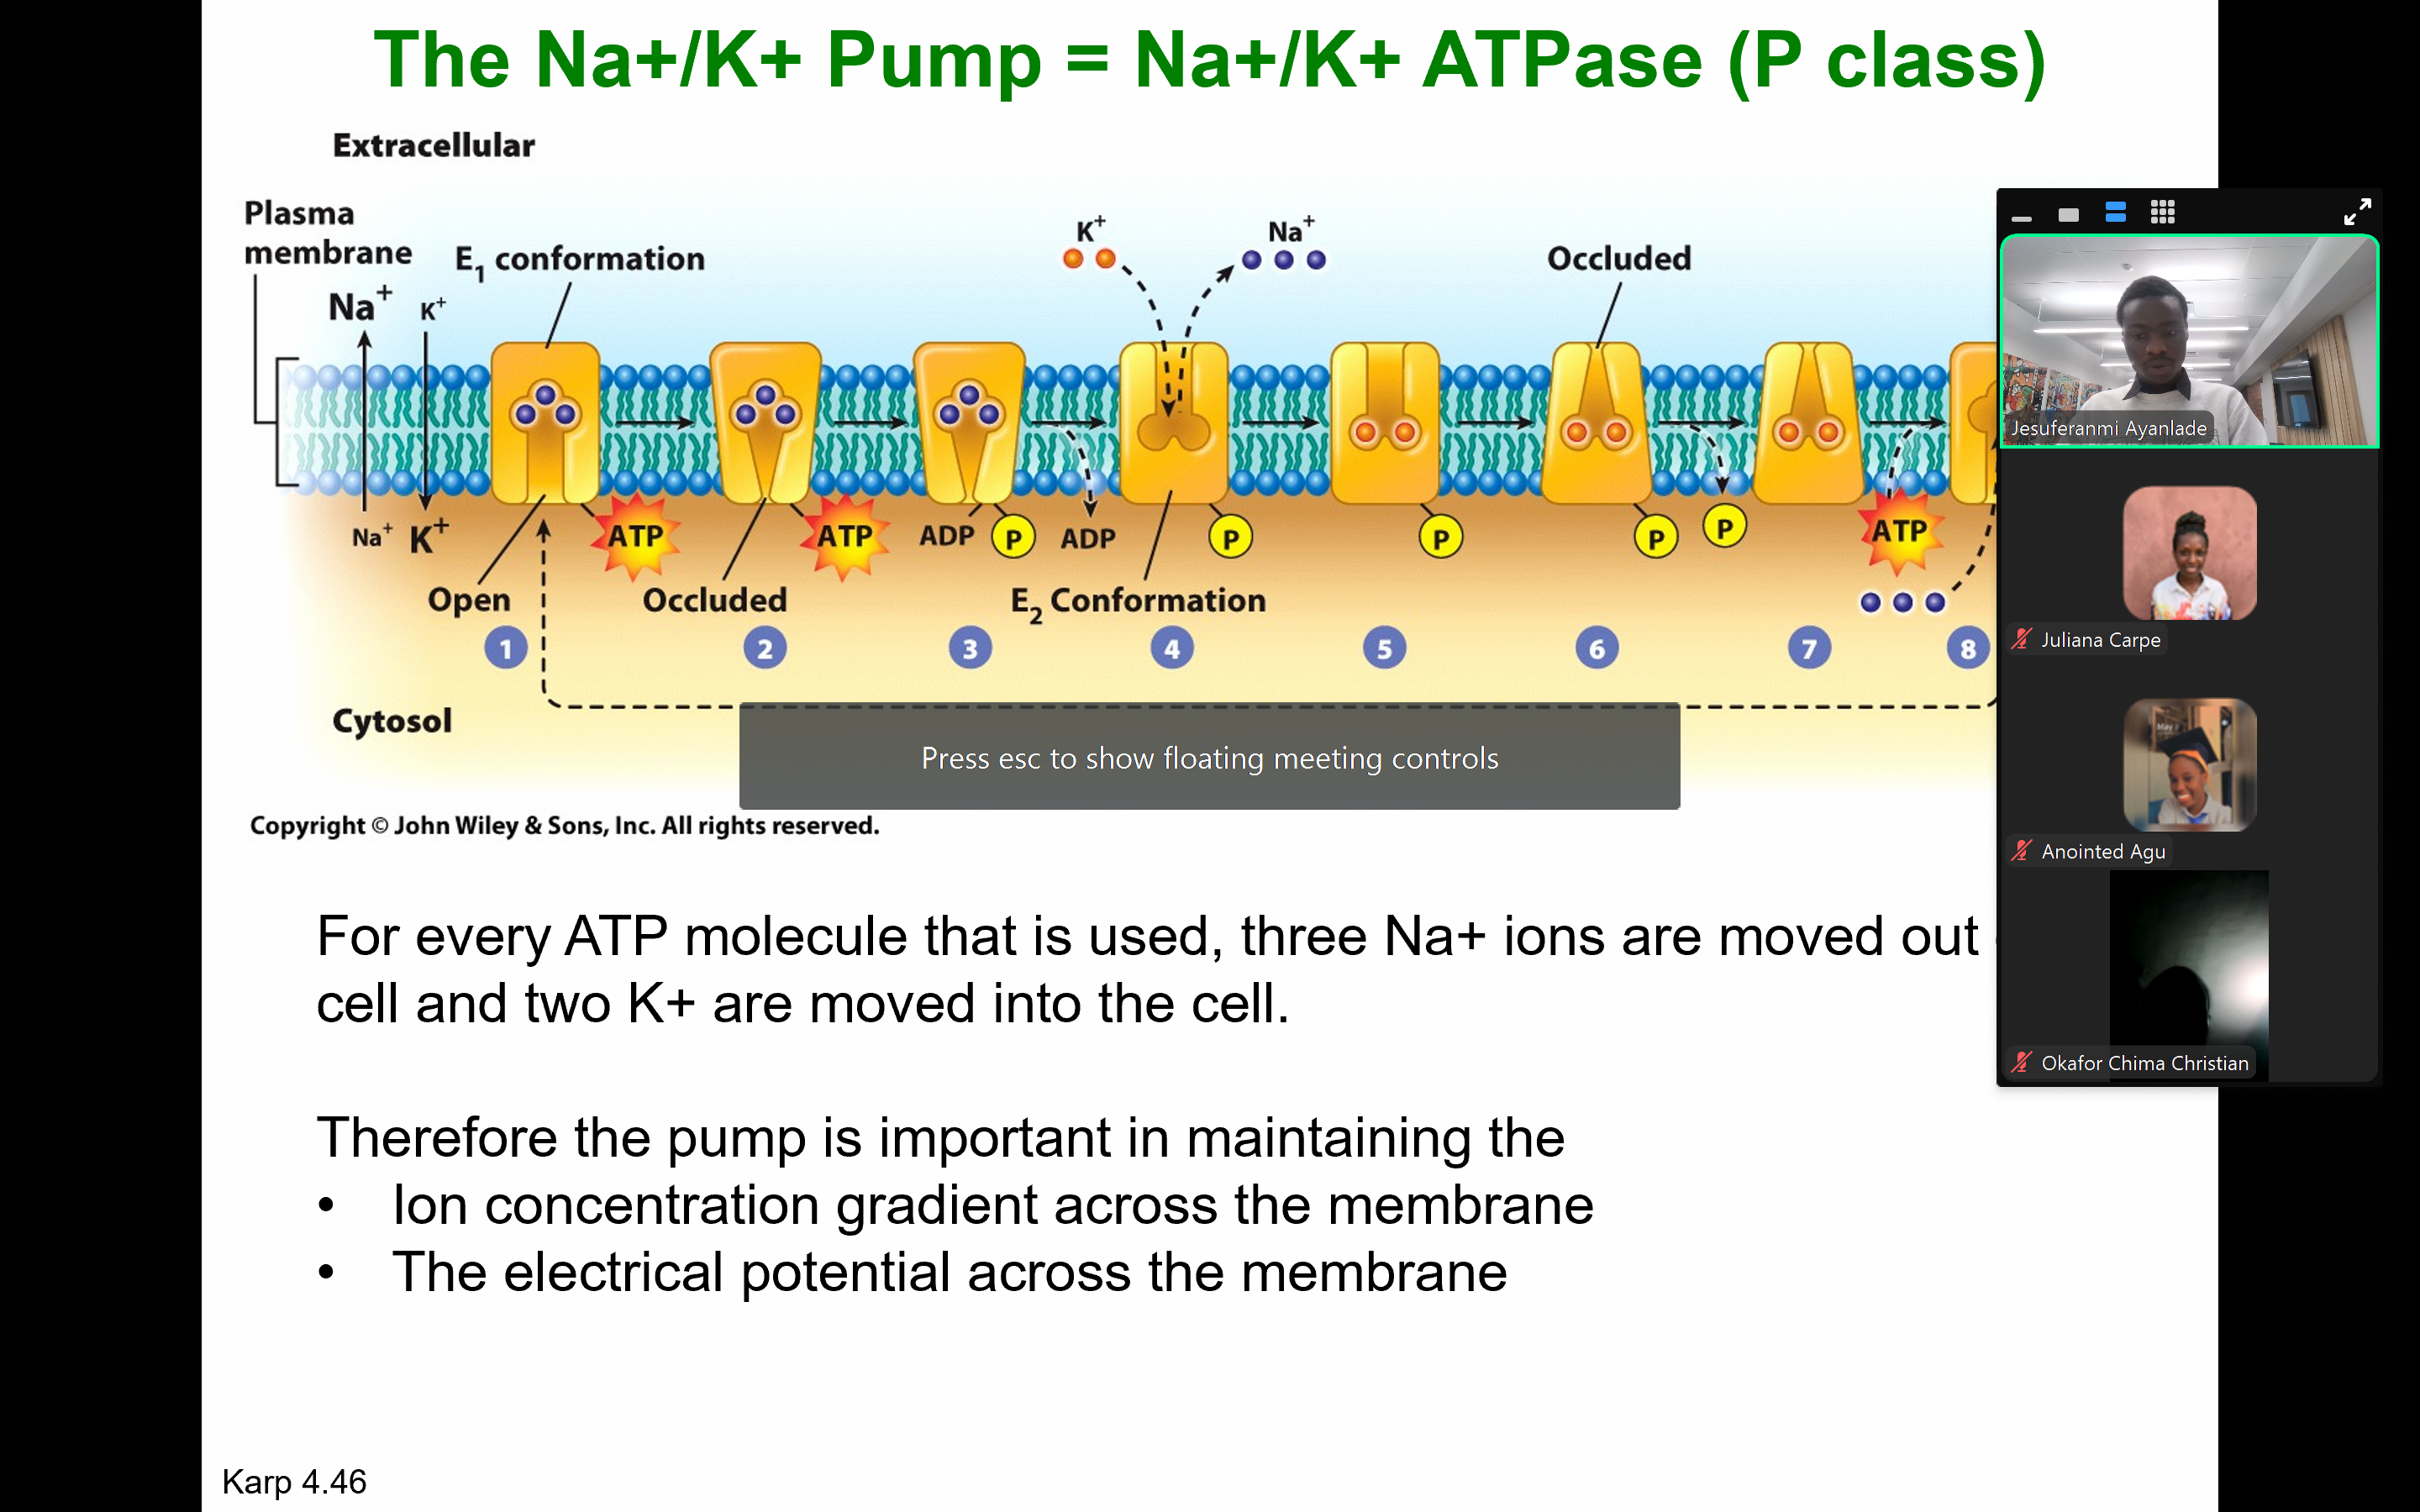 The Na+/K+ Pump = Na+/K+ ATPase (P class)
Extracellular
Plasma
membrane
E1 conformation
K+
Na+
Occluded
Na+
K+
Na+
K+
ATP
ATP
ADP
P
ADP
P
P
P
P
ATP
Open
Occluded
E2 Conformation
1
2
3
4
5
6
7
8
Cytosol
Press esc to show floating meeting controls
Copyright © John Wiley & Sons, Inc. All rights reserved.
For every ATP molecule that is used, three Na+ ions are moved out
cell and two K+ are moved into the cell.
Therefore the pump is important in maintaining the
• Ion concentration gradient across the membrane
• The electrical potential across the membrane
Karp 4.46
Jesuferanmi Ayanlade
Juliana Carpe
Anointed Agu
Okafor Chima Christian